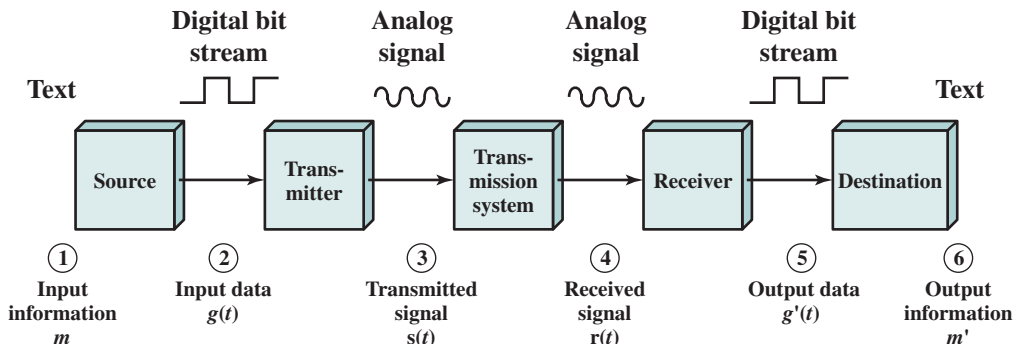 Digital bit
stream
Analog
signal
Analog
signal
Digital bit
stream
Text
Text
Source
Trans-
mitter
Trans-
mission
system
Receiver
Destination
1
Input
information
m
2
Input data
g(t)
3
Transmitted
signal
s(t)
4
Received
signal
r(t)
5
Output data
g'(t)
6
Output
information
m'